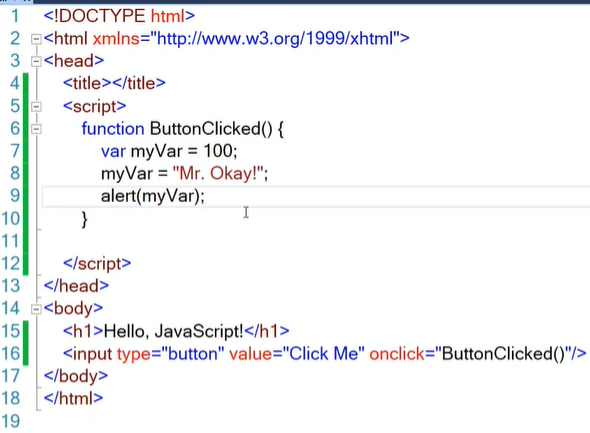 1 <!DOCTYPE html>
2 <html xmlns="http://www.w3.org/1999/xhtml">
3 <head>
4 <title></title>
5 <script>
6 function ButtonClicked() {
7 var myVar = 100;
8 myVar = "Mr. Okay!";
9 alert(myVar);
10 }
11
12 </script>
13 </head>
14 <body>
15 <h1>Hello, JavaScript!</h1>
16 <input type="button" value="Click Me" onclick="ButtonClicked()"/>
17 </body>
18 </html>
19